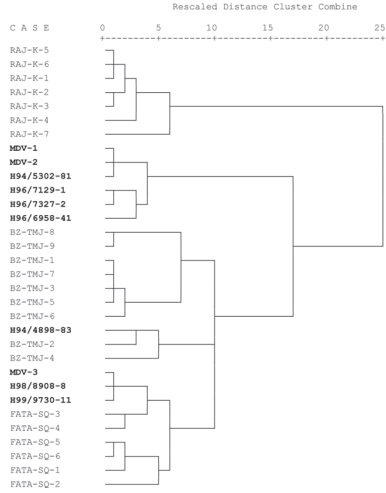 Rescaled Distance Cluster Combine
C A S E 0 5 10 15 20 25
RAJ-K-5
RAJ-K-6
RAJ-K-1
RAJ-K-2
RAJ-K-3
RAJ-K-4
RAJ-K-7
MDV-1
MDV-2
H94/5302-81
H96/7129-1
H96/7327-2
H96/6958-41
BZ-TMJ-8
BZ-TMJ-9
BZ-TMJ-1
BZ-TMJ-7
BZ-TMJ-3
BZ-TMJ-5
BZ-TMJ-6
H94/4898-83
BZ-TMJ-2
BZ-TMJ-4
MDV-3
H98/8908-8
H99/9730-11
FATA-SQ-3
FATA-SQ-4
FATA-SQ-5
FATA-SQ-6
FATA-SQ-1
FATA-SQ-2